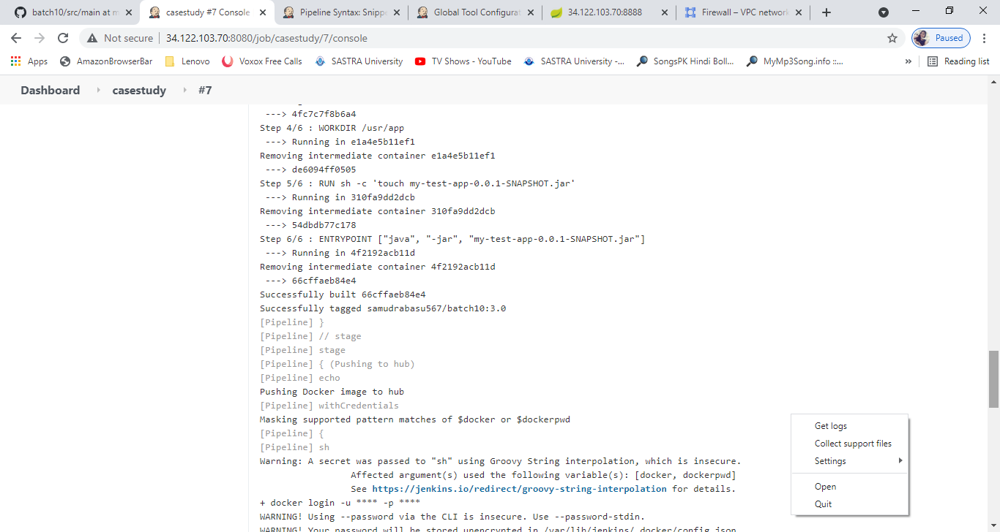 batch10/src/main at m
casestudy #7 Console
Pipeline Syntax: Snippe
Global Tool Configurat
34.122.103.70:8888
Firewall – VPC network
Not secure
34.122.103.70:8080/job/casestudy/7/console
Paused
Apps
AmazonBrowserBar
Lenovo
Voxox Free Calls
SASTRA University
TV Shows - YouTube
SASTRA University -...
SongsPK Hindi Boll...
MyMp3Song.info ::...
»
Reading list
Dashboard
casestudy
#7
---> 4fc7c7f8b6a4
Step 4/6 : WORKDIR /usr/app
---> Running in e1a4e5b11ef1
Removing intermediate container e1a4e5b11ef1
---> de6094ff0505
Step 5/6 : RUN sh -c 'touch my-test-app-0.0.1-SNAPSHOT.jar'
---> Running in 310fa9dd2dcb
Removing intermediate container 310fa9dd2dcb
---> 54dbdb77c178
Step 6/6 : ENTRYPOINT ["java", "-jar", "my-test-app-0.0.1-SNAPSHOT.jar"]
---> Running in 4f2192acb11d
Removing intermediate container 4f2192acb11d
---> 66cffaeb84e4
Successfully built 66cffaeb84e4
Successfully tagged samudrabasu567/batch10:3.0
[Pipeline] }
[Pipeline] // stage
[Pipeline] stage
[Pipeline] { (Pushing to hub)
[Pipeline] echo
Pushing Docker image to hub
[Pipeline] withCredentials
Masking supported pattern matches of $docker or $dockerpwd
[Pipeline] {
[Pipeline] sh
Warning: A secret was passed to "sh" using Groovy String interpolation, which is insecure.
Affected argument(s) used the following variable(s): [docker, dockerpwd]
See https://jenkins.io/redirect/groovy-string-interpolation for details.
+ docker login -u **** -p ****
WARNING! Using --password via the CLI is insecure. Use --password-stdin.
WARNING! Your password will be stored unencrypted in /var/lib/jenkins/.docker/config.json
Get logs
Collect support files
Settings
Open
Quit